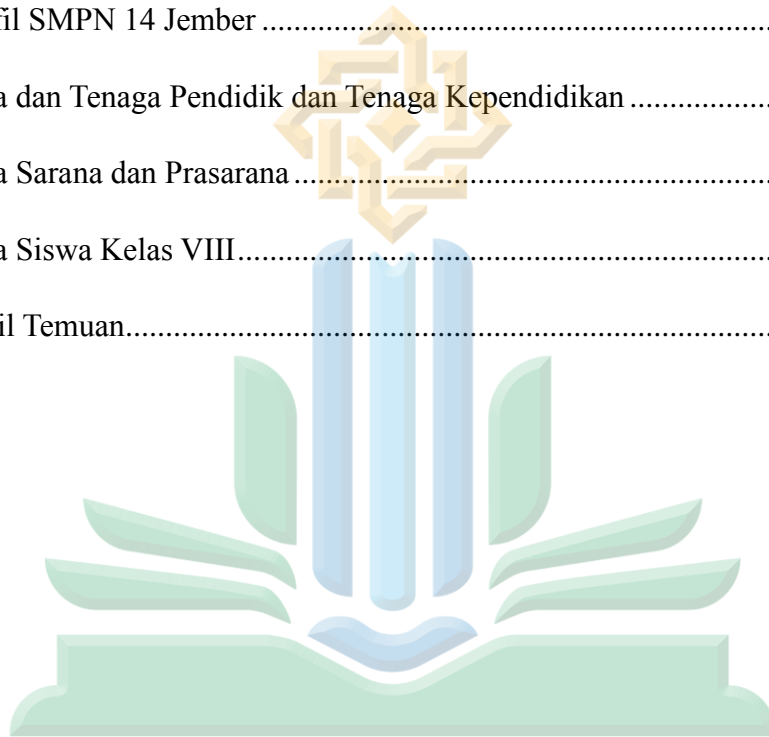 fil SMPN 14 Jember ................................................................
a dan Tenaga Pendidik dan Tenaga Kependidikan ..................
a Sarana dan Prasarana .............................................................
a Siswa Kelas VIII....................................................................
il Temuan..................................................................................